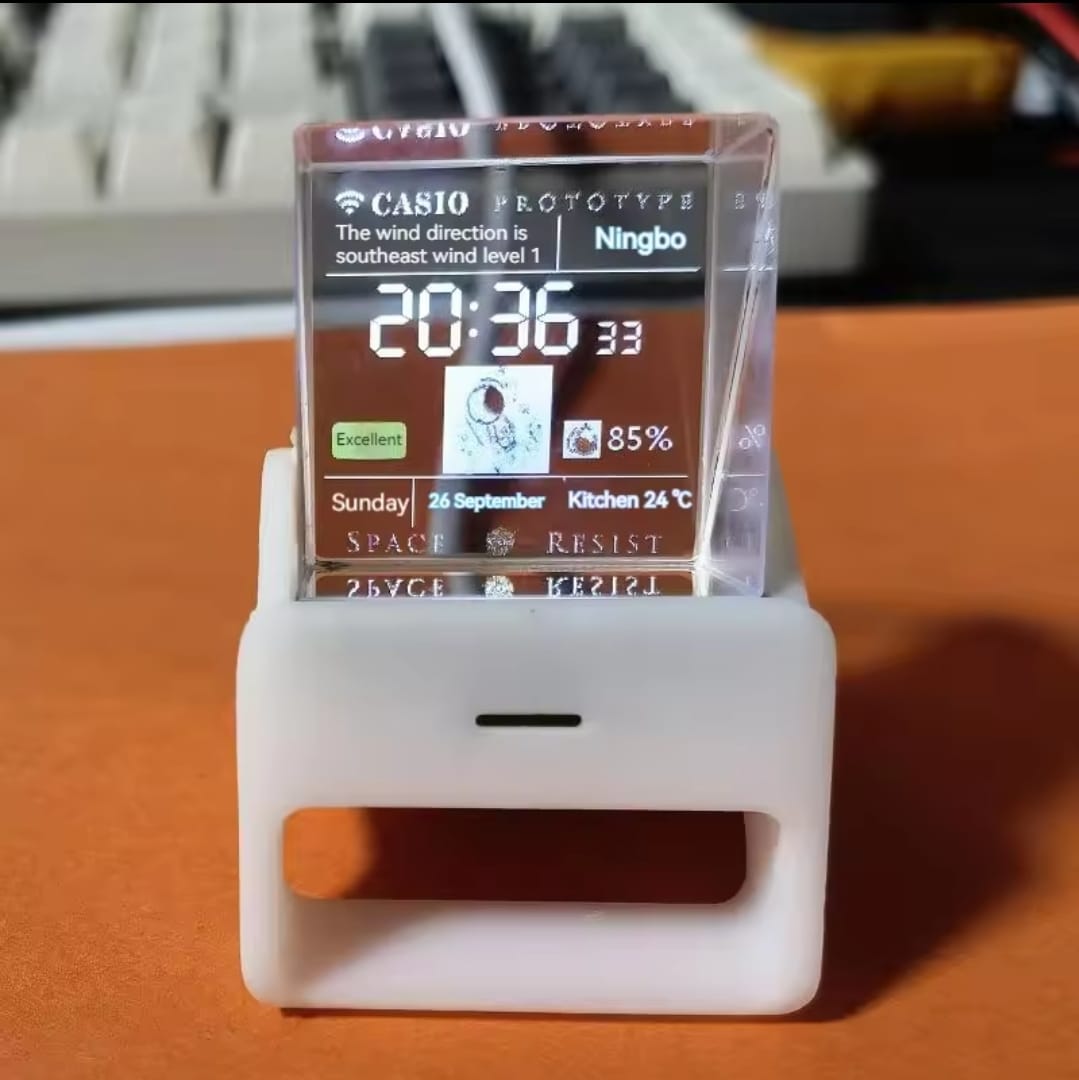 CASIO PROTOTYPE
The wind direction is
southeast wind level 1
Ningbo
20:36 33
Excellent
85%
Sunday
26 September
Kitchen 24 ℃
SPACE RESIST